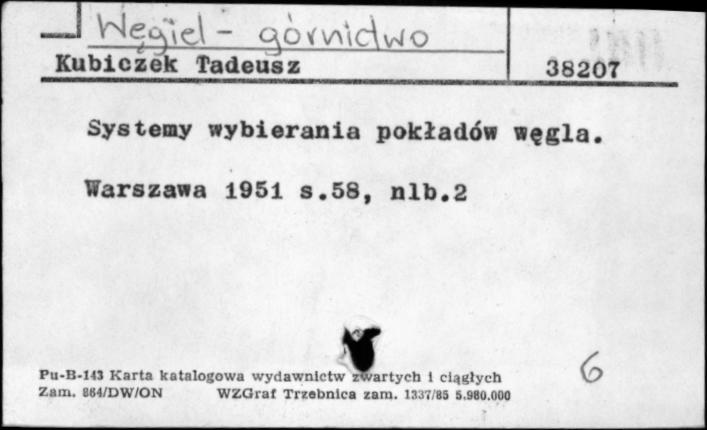 Węgiel - górnictwo
Kubiczek Tadeusz 38207
Systemy wybierania pokładów węgla.
Warszawa 1951 s.58, nlb.2
6
Pu-B-143 Karta katalogowa wydawnictw zwartych i ciągłych
Zam. 864/DW/ON WZGraf Trzebnica zam. 1337/85 5.980.000